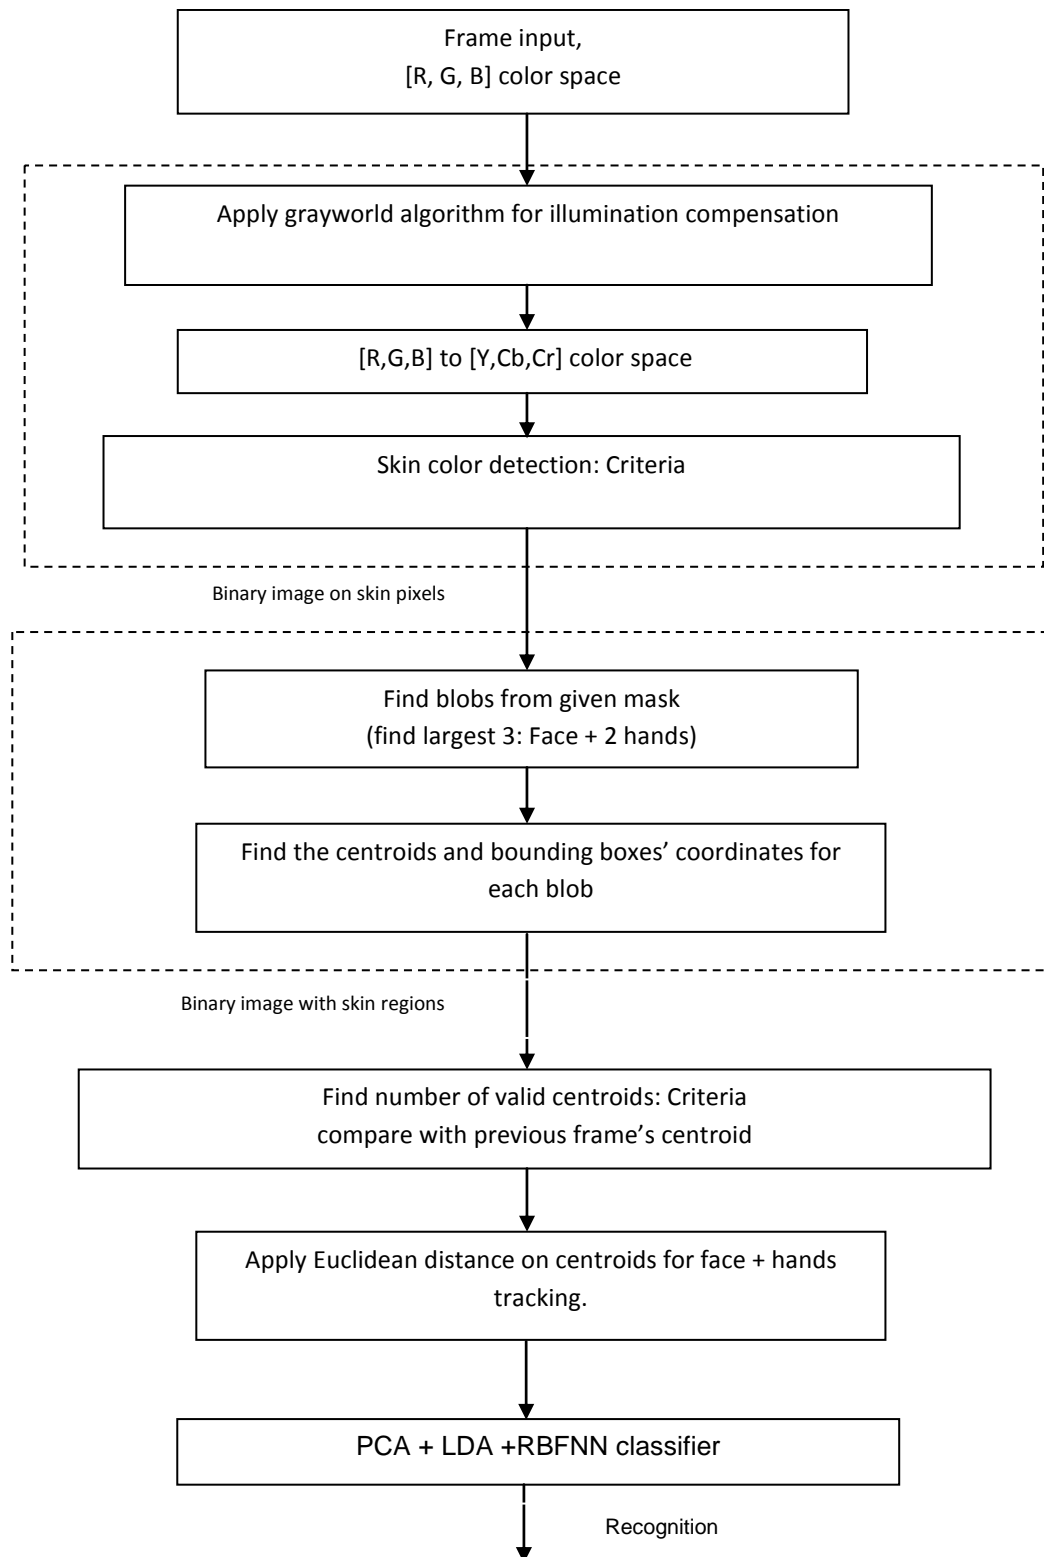 Frame input,
[R, G, B] color space
Apply grayworld algorithm for illumination compensation
[R,G,B] to [Y,Cb,Cr] color space
Skin color detection: Criteria
Binary image on skin pixels
Find blobs from given mask
(find largest 3: Face + 2 hands)
Find the centroids and bounding boxes’ coordinates for
each blob
Binary image with skin regions
Find number of valid centroids: Criteria
compare with previous frame’s centroid
Apply Euclidean distance on centroids for face + hands
tracking.
PCA + LDA +RBFNN classifier
Recognition